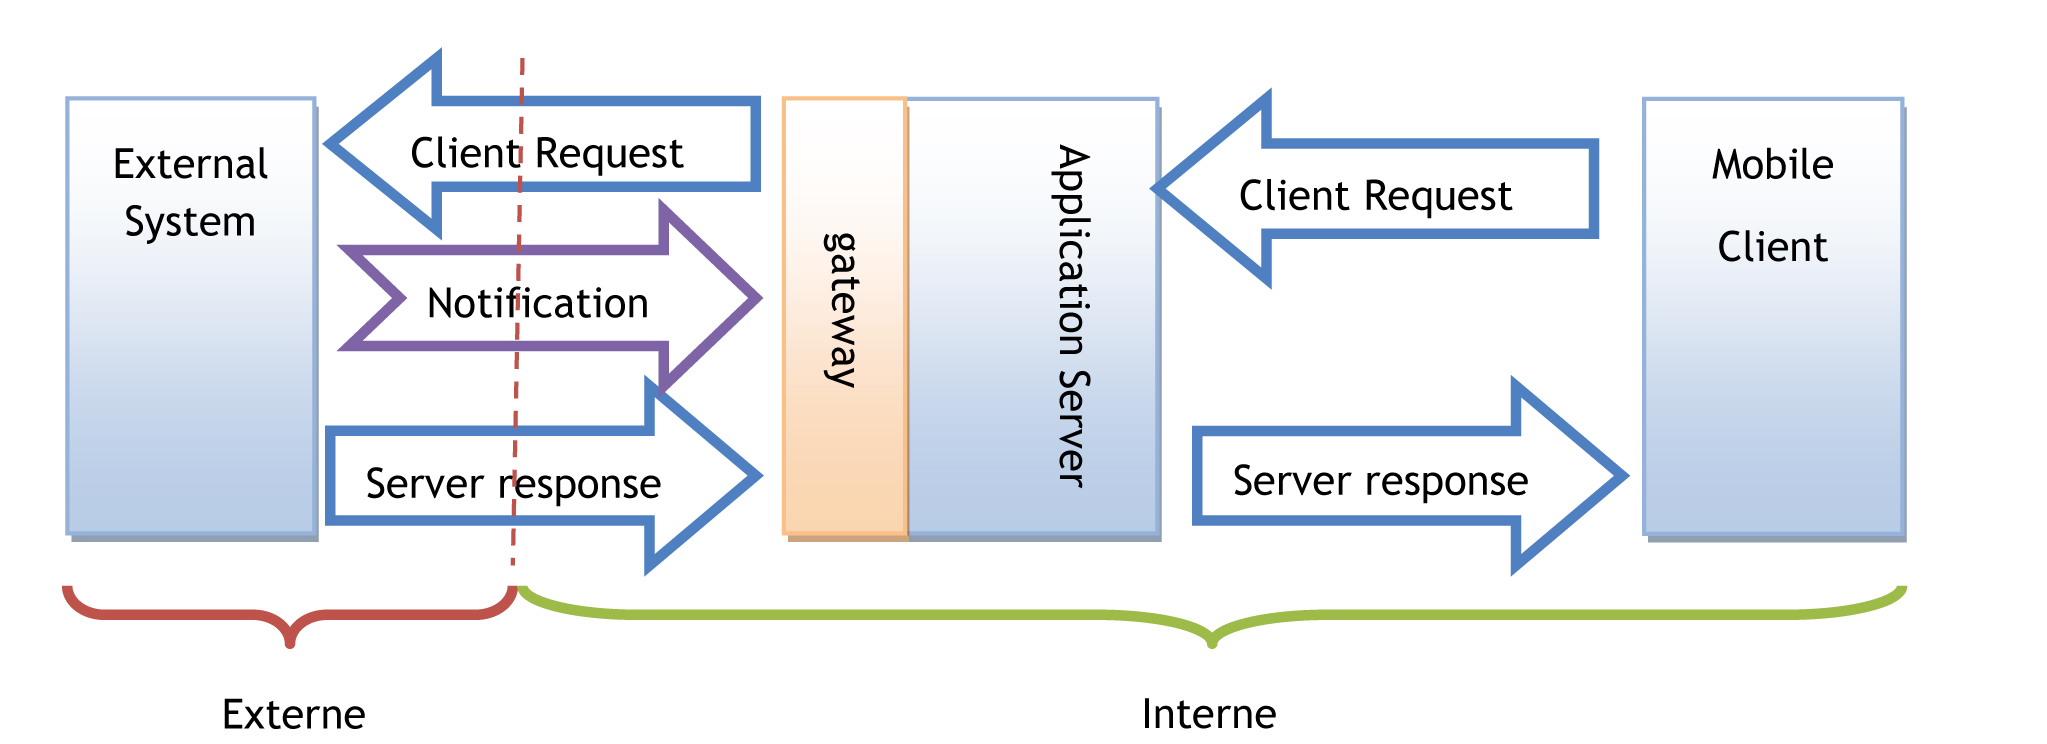 External
System
Client Request
Notification
Server response
gateway
Application Server
Client Request
Server response
Mobile
Client
Externe
Interne